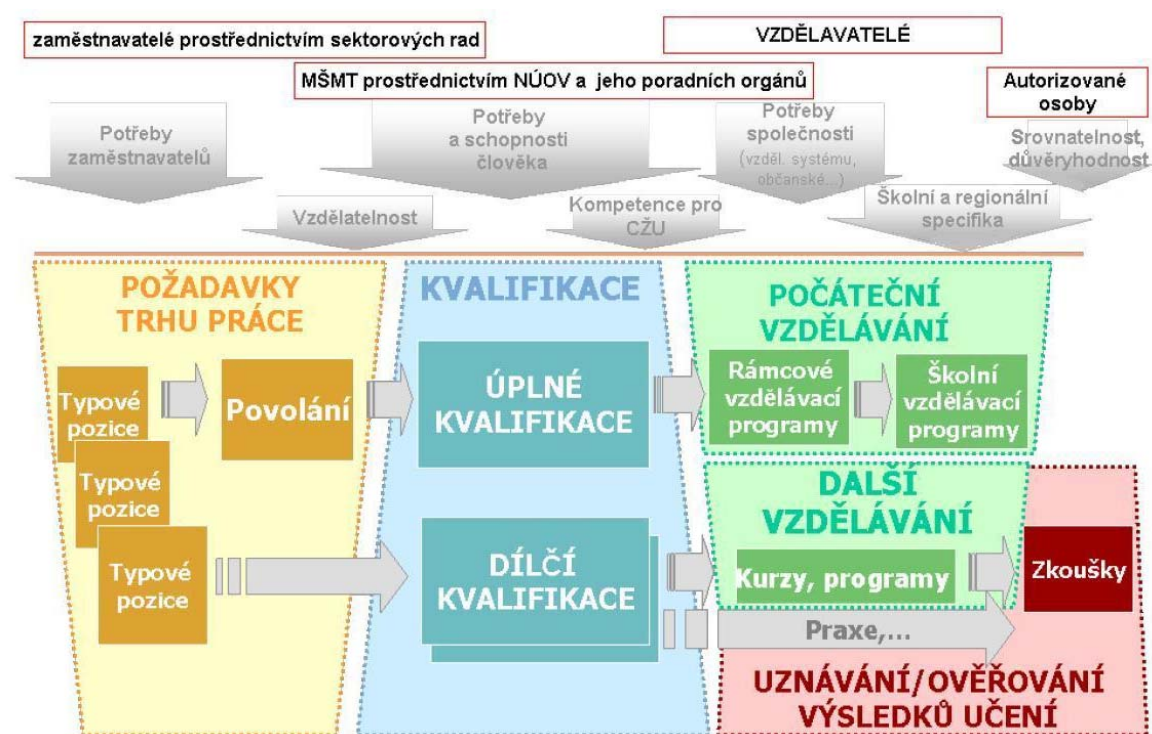 zaměstnavatelé prostřednictvím sektorových rad
VZDĚLAVATELÉ
MŠMT prostřednictvím NÚOV a jeho poradních orgánů
Autorizované
osoby
Potřeby
zaměstnavatelů
Potřeby
a schopnosti
člověka
Potřeby
společnosti
(vzděl. systému,
občanské...)
Srovnatelnost,
důvěryhodnost
Vzdělatelnost
Kompetence pro
CŽU
Školní a regionální
specifika
POŽADAVKY
TRHU PRÁCE
KVALIFIKACE
POČÁTEČNÍ
VZDĚLÁVÁNÍ
Typové
pozice
Povolání
ÚPLNÉ
KVALIFIKACE
Rámcové
vzdělávací
programy
Školní
vzdělávací
programy
Typové
pozice
Typové
pozice
DÍLČÍ
KVALIFIKACE
DALŠÍ
VZDĚLÁVÁNÍ
Kurzy, programy
Zkoušky
Praxe,...
UZNÁVÁNÍ/OVĚŘOVÁNÍ
VÝSLEDKŮ UČENÍ